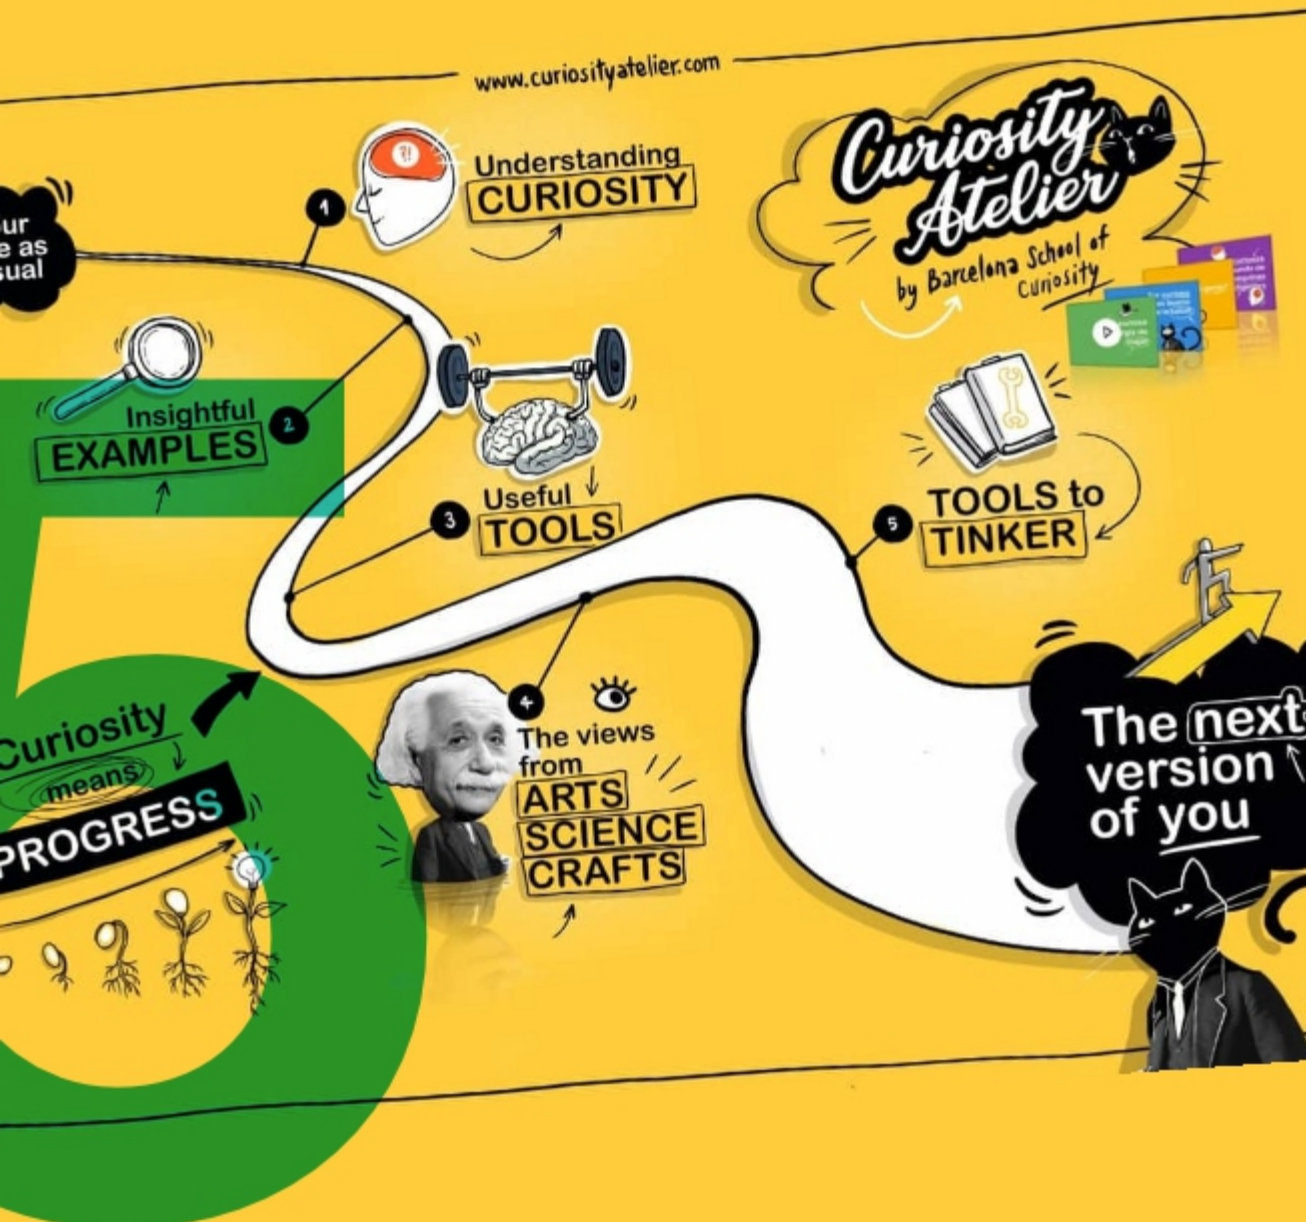 www.curiosityatelier.com
Curiosity
Atelier
by Barcelona School of
Curiosity
1
Understanding
CURIOSITY
?!
ur
e as
sual
Insightful
EXAMPLES
2
3
Useful
TOOLS
5
TOOLS to
TINKER
4
The views
from
ARTS
SCIENCE
CRAFTS
Curiosity
means
PROGRESS
The next
version
of you
5